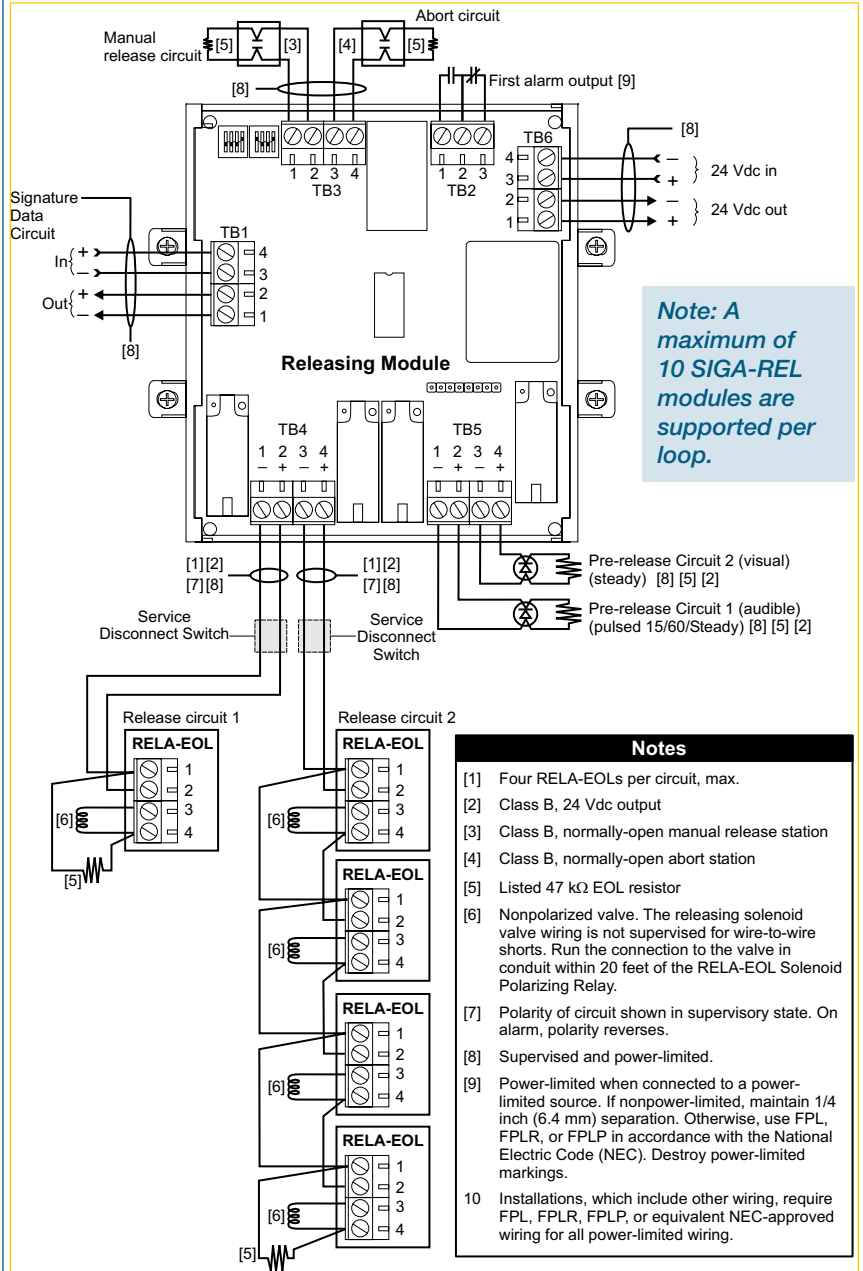 Abort circuit
Manual
release circuit
[5]
[3]
[4]
[5]
[8]
First alarm output [9]
1 2 3 4
TB3
1 2 3
TB2
TB6
4
3
2
1
[8]
–
+
24 Vdc in
–
+
24 Vdc out
Signature
Data
Circuit
TB1
In
+
–
Out
+
–
4
3
2
1
[8]
Releasing Module
Note: A
maximum of
10 SIGA-REL
modules are
supported per
loop.
TB4
1 2 3 4
– + – +
TB5
1 2 3 4
– + – +
[1] [2]
[7] [8]
[1] [2]
[7] [8]
Pre-release Circuit 2 (visual)
(steady) [8] [5] [2]
Pre-release Circuit 1 (audible)
(pulsed 15/60/Steady) [8] [5] [2]
Service
Disconnect Switch
Service
Disconnect
Switch
Release circuit 1
RELA-EOL
1
2
3
4
[6]
[5]
Release circuit 2
RELA-EOL
1
2
3
4
[6]
RELA-EOL
1
2
3
4
[6]
RELA-EOL
1
2
3
4
[6]
RELA-EOL
1
2
3
4
[6]
[5]
Notes
[1] Four RELA-EOLs per circuit, max.
[2] Class B, 24 Vdc output
[3] Class B, normally-open manual release station
[4] Class B, normally-open abort station
[5] Listed 47 kΩ EOL resistor
[6] Nonpolarized valve. The releasing solenoid
valve wiring is not supervised for wire-to-wire
shorts. Run the connection to the valve in
conduit within 20 feet of the RELA-EOL Solenoid
Polarizing Relay.
[7] Polarity of circuit shown in supervisory state. On
alarm, polarity reverses.
[8] Supervised and power-limited.
[9] Power-limited when connected to a power-
limited source. If nonpower-limited, maintain 1/4
inch (6.4 mm) separation. Otherwise, use FPL,
FPLR, or FPLP in accordance with the National
Electric Code (NEC). Destroy power-limited
markings.
10 Installations, which include other wiring, require
FPL, FPLR, FPLP, or equivalent NEC-approved
wiring for all power-limited wiring.